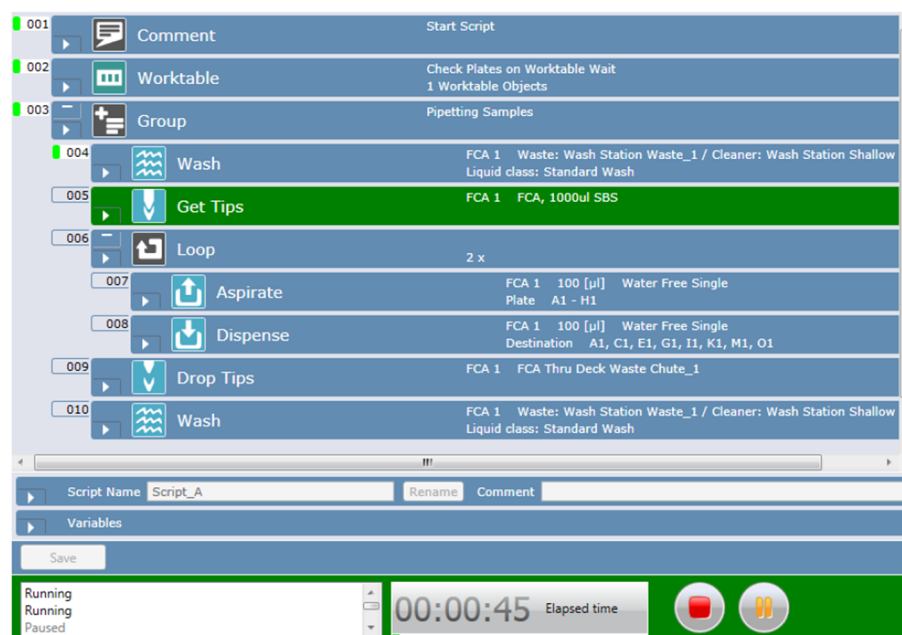 001 Comment Start Script
002 Worktable Check Plates on Worktable Wait
1 Worktable Objects
003 Group Pipetting Samples
004 Wash FCA 1 Waste: Wash Station Waste_1 / Cleaner: Wash Station Shallow
Liquid class: Standard Wash
005 Get Tips FCA 1 FCA, 1000ul SBS
006 Loop 2 x
007 Aspirate FCA 1 100 [µl] Water Free Single
Plate A1 - H1
008 Dispense FCA 1 100 [µl] Water Free Single
Destination A1, C1, E1, G1, I1, K1, M1, O1
009 Drop Tips FCA 1 FCA Thru Deck Waste Chute_1
010 Wash FCA 1 Waste: Wash Station Waste_1 / Cleaner: Wash Station Shallow
Liquid class: Standard Wash
Script Name Script_A Rename Comment
Variables
Save
Running
Running
Paused
00:00:45 Elapsed time